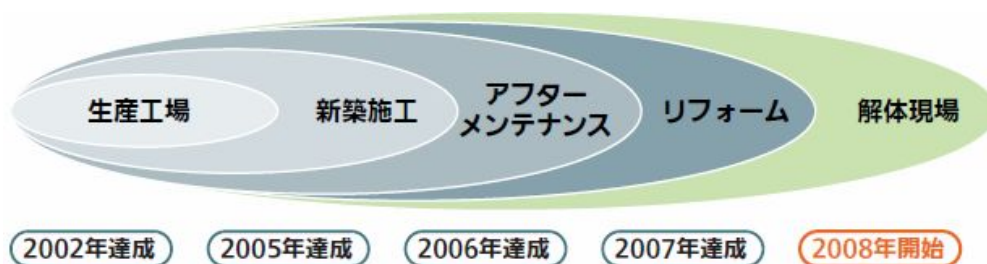 生産工場
新築施工
アフター
メンテナンス
リフォーム
解体現場
2002年達成
2005年達成
2006年達成
2007年達成
2008年開始